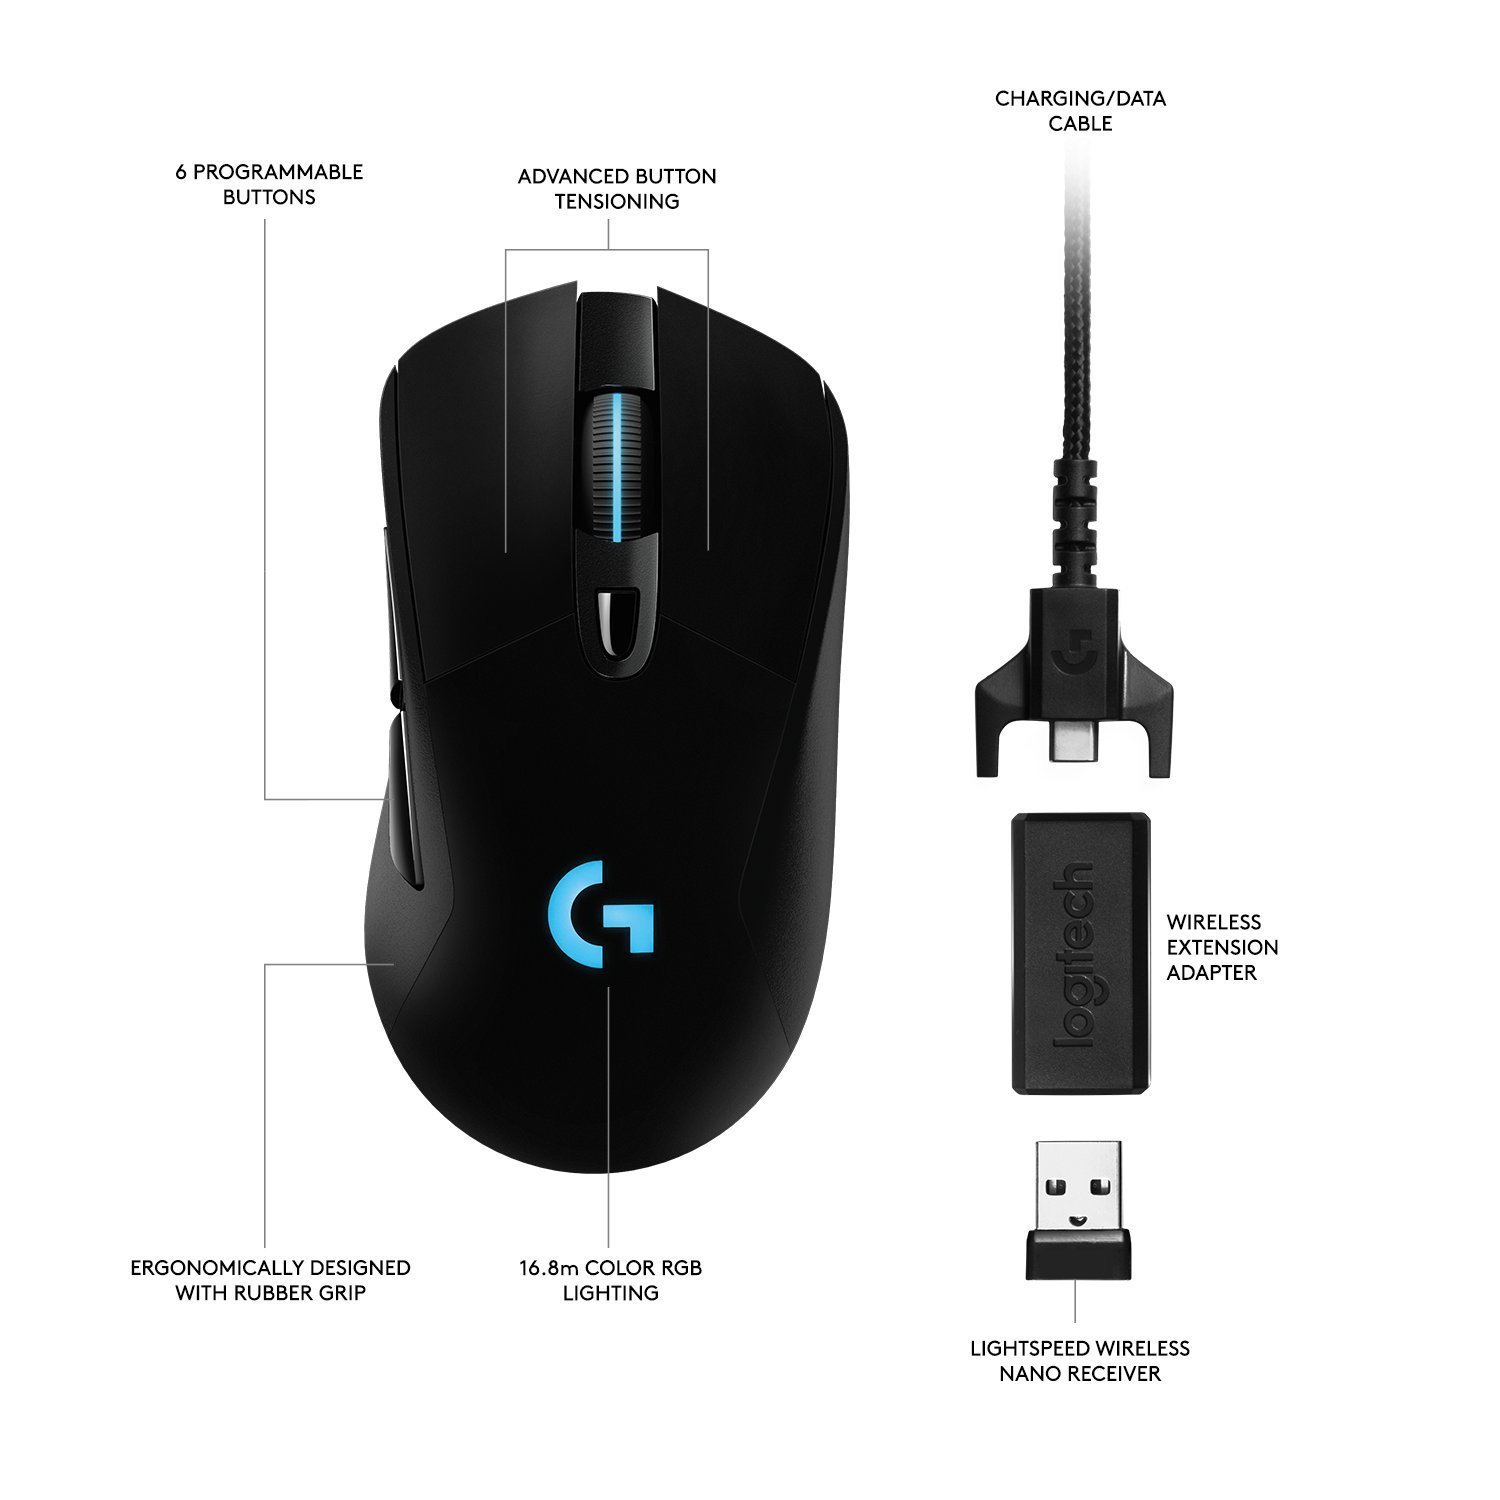 CHARGING/DATA
CABLE
6 PROGRAMMABLE
BUTTONS
ADVANCED BUTTON
TENSIONING
G
G
logitech
WIRELESS
EXTENSION
ADAPTER
ERGONOMICALLY DESIGNED
WITH RUBBER GRIP
16.8m COLOR RGB
LIGHTING
LIGHTSPEED WIRELESS
NANO RECEIVER